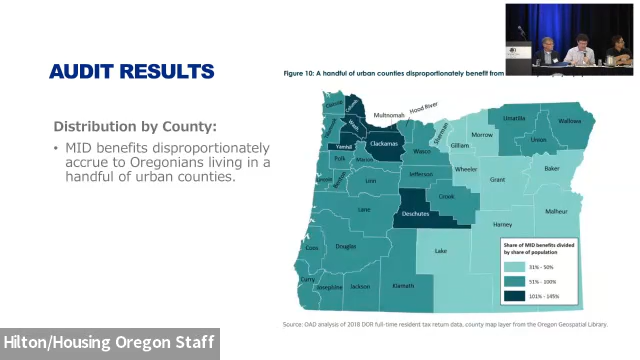 AUDIT RESULTS
Distribution by County:
• MID benefits disproportionately
accrue to Oregonians living in a
handful of urban counties.
Figure 10: A handful of urban counties disproportionately benefit from
Clatsop
Columbia
Tillamook
Wash.
Multnomah
Hood River
Sherman
Gilliam
Morrow
Umatilla
Union
Wallowa
Yamhill
Clackamas
Wasco
Polk
Marion
Wheeler
Baker
Lincoln
Benton
Linn
Jefferson
Grant
Crook
Lane
Deschutes
Malheur
Harney
Coos
Douglas
Lake
Curry
Josephine
Jackson
Klamath
Share of MID benefits divided
by share of population
31% - 50%
51% - 100%
101% - 145%
Source: OAD analysis of 2018 DOR full-time resident tax return data, county map layer from the Oregon Geospatial Library.
Hilton/Housing Oregon Staff